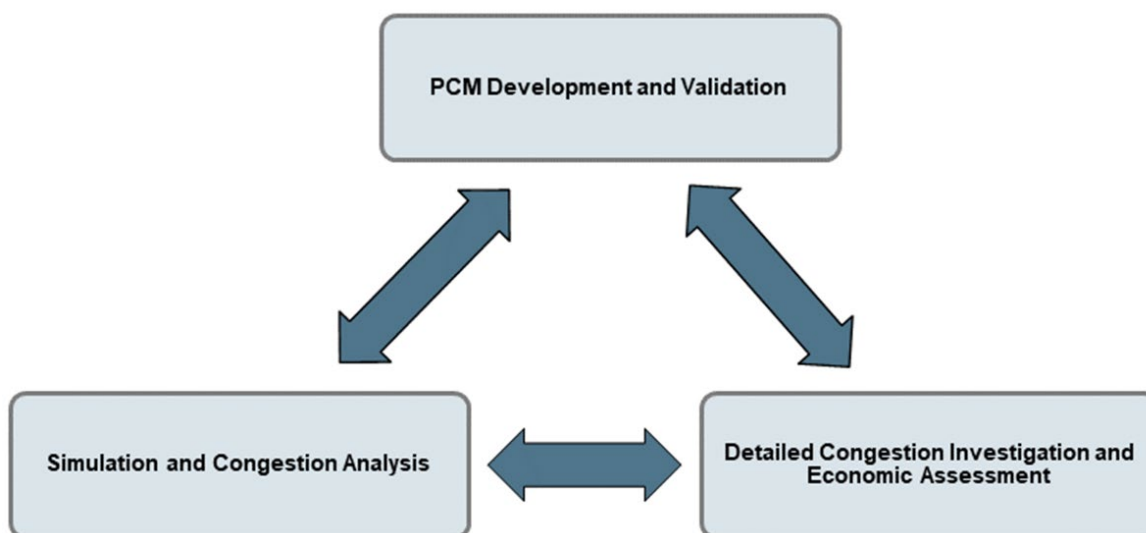 PCM Development and Validation
Simulation and Congestion Analysis
Detailed Congestion Investigation and
Economic Assessment